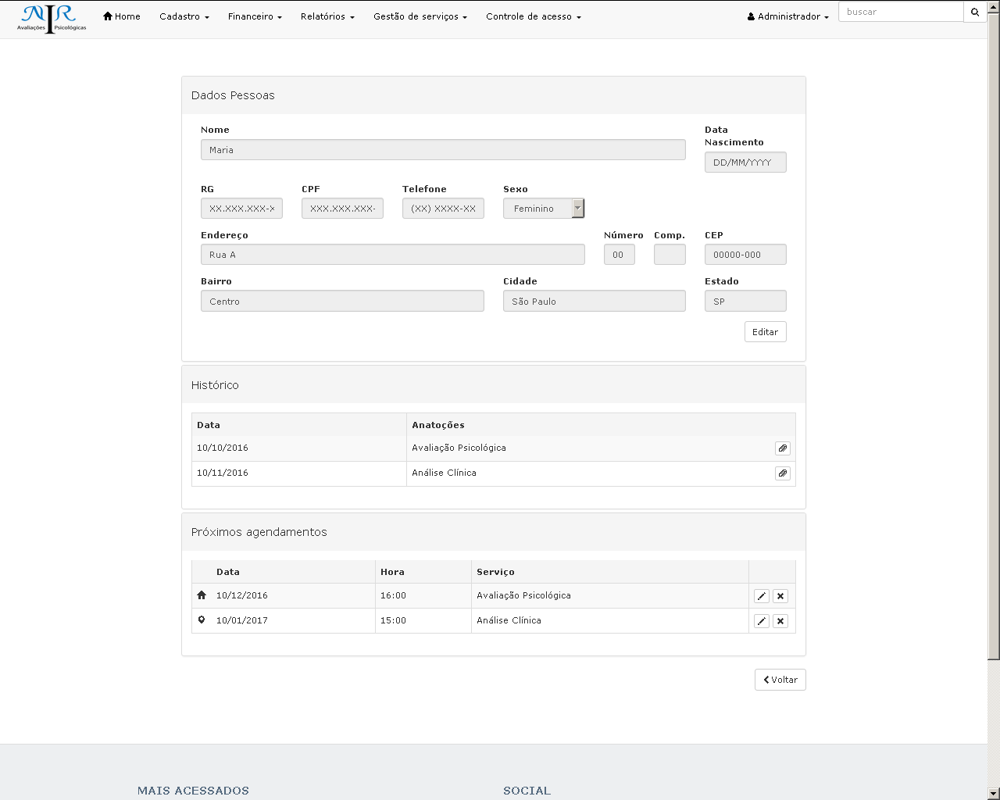 NIR
Avaliações Psicológicas
Home Cadastro Financeiro Relatórios Gestão de serviços Controle de acesso Administrador buscar
Dados Pessoas
Nome
Data Nascimento
Maria
DD/MM/YYYY
RG CPF Telefone Sexo
XX.XXX.XXX-X XXX.XXX.XXX- (XX) XXXX-XX Feminino
Endereço Número Comp. CEP
Rua A 00 00000-000
Bairro Cidade Estado
Centro São Paulo SP
Editar
Histórico
Data Anatoções
10/10/2016 Avaliação Psicológica
10/11/2016 Análise Clínica
Próximos agendamentos
Data Hora Serviço
10/12/2016 16:00 Avaliação Psicológica
10/01/2017 15:00 Análise Clínica
Voltar
MAIS ACESSADOS SOCIAL